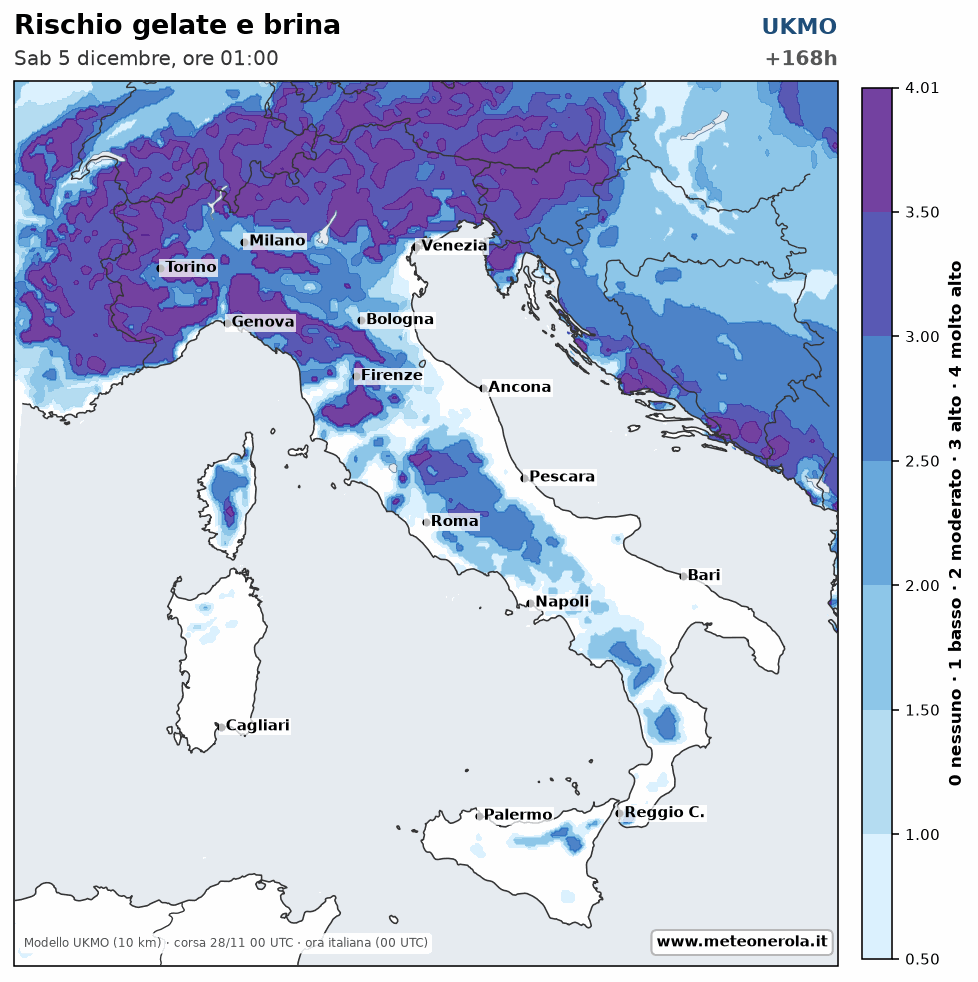 Rischio gelate e brina
UKMO
Sab 5 dicembre, ore 01:00
+168h
4.01
3.50
3.00
2.50
2.00
1.50
1.00
0.50
0 nessuno · 1 basso · 2 moderato · 3 alto · 4 molto alto
Milano
Venezia
Torino
Genova
Bologna
Firenze
Ancona
Pescara
Roma
Bari
Napoli
Cagliari
Palermo
Reggio C.
Modello UKMO (10 km) · corsa 28/11 00 UTC · ora italiana (00 UTC)
www.meteonerola.it